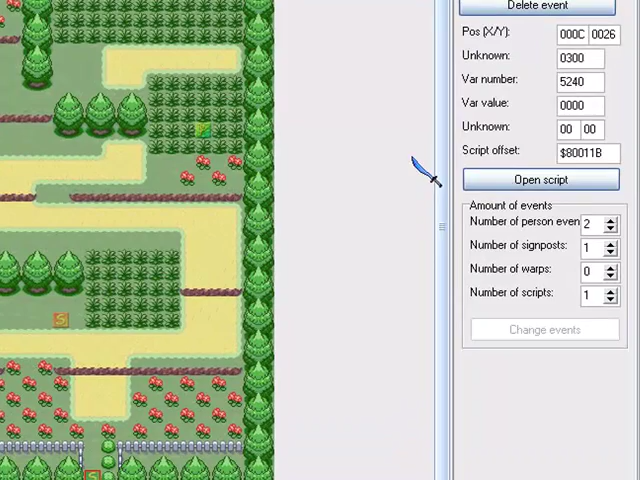 Delete event
Pos (X/Y): 000C 0026
Unknown: 0300
Var number: 5240
Var value: 0000
Unknown: 00 00
Script offset: $80011B
Open script
Amount of events
Number of person even 2
Number of signposts: 1
Number of warps: 0
Number of scripts: 1
Change events
S
S